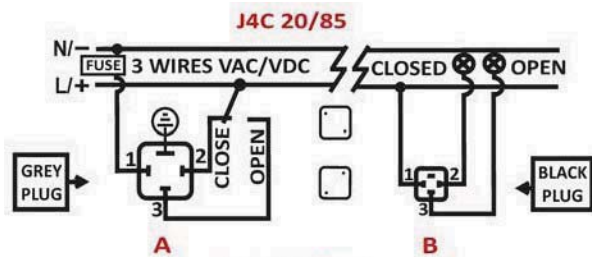 J4C 20/85
N/-
FUSE 3 WIRES VAC/VDC CLOSED OPEN
L/+
CLOSE
OPEN
1 2
3
1 2
3
GREY
PLUG
BLACK
PLUG
A B